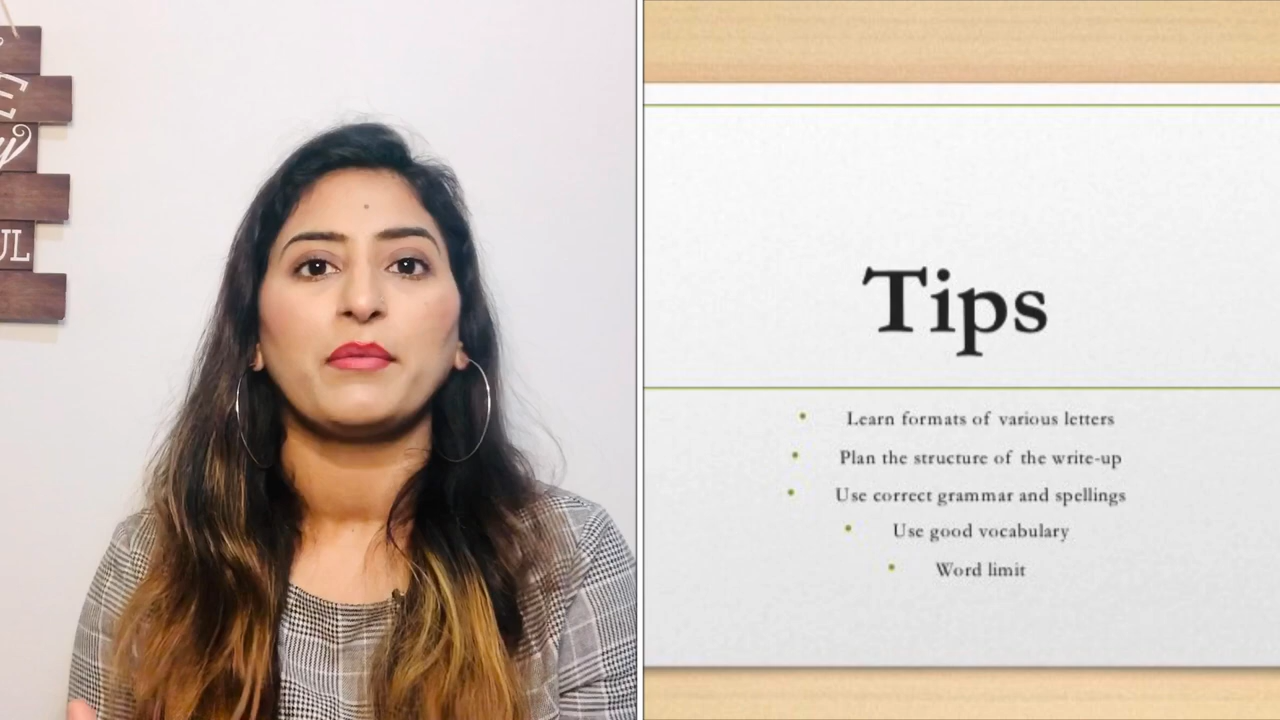 UL
Tips
Learn formats of various letters
Plan the structure of the write-up
Use correct grammar and spellings
Use good vocabulary
Word limit